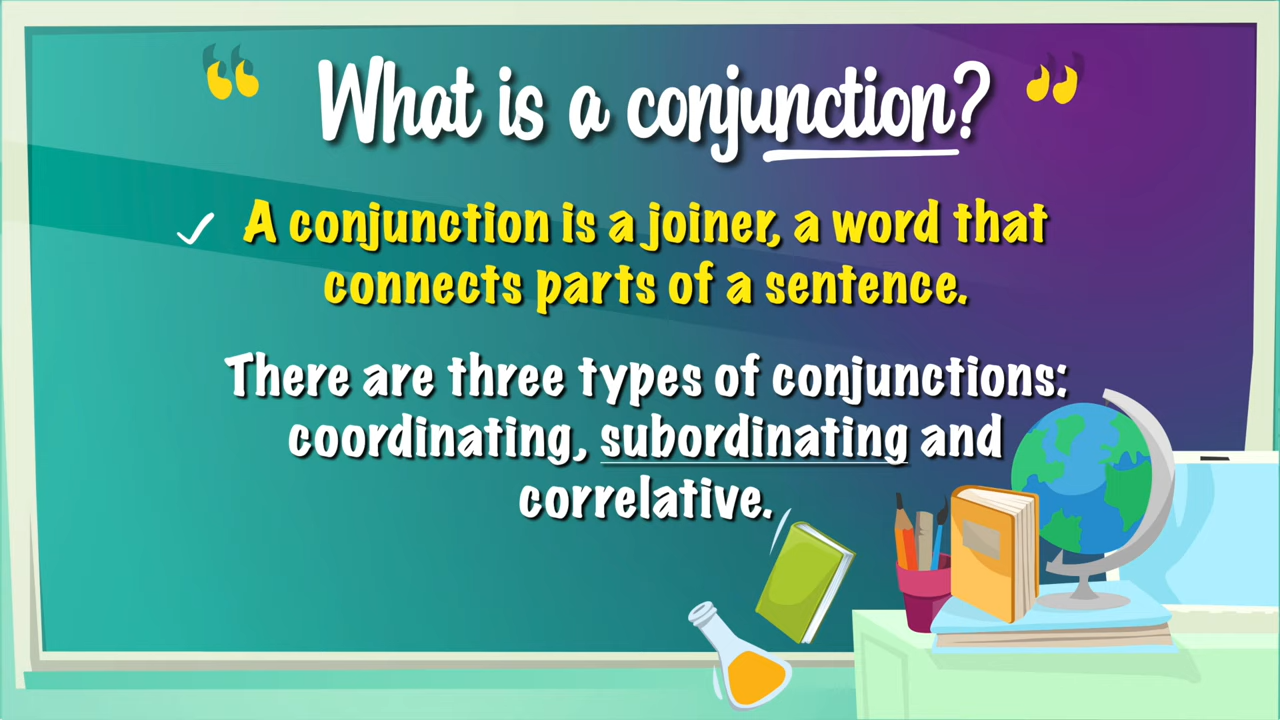 “ What is a conjunction? ”
A conjunction is a joiner, a word that
connects parts of a sentence.
There are three types of conjunctions:
coordinating, subordinating and
correlative.